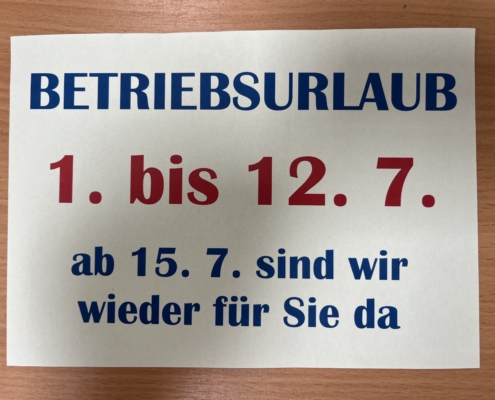 BETRIEBSURLAUB
1. bis 12. 7.
ab 15. 7. sind wir
wieder für Sie da